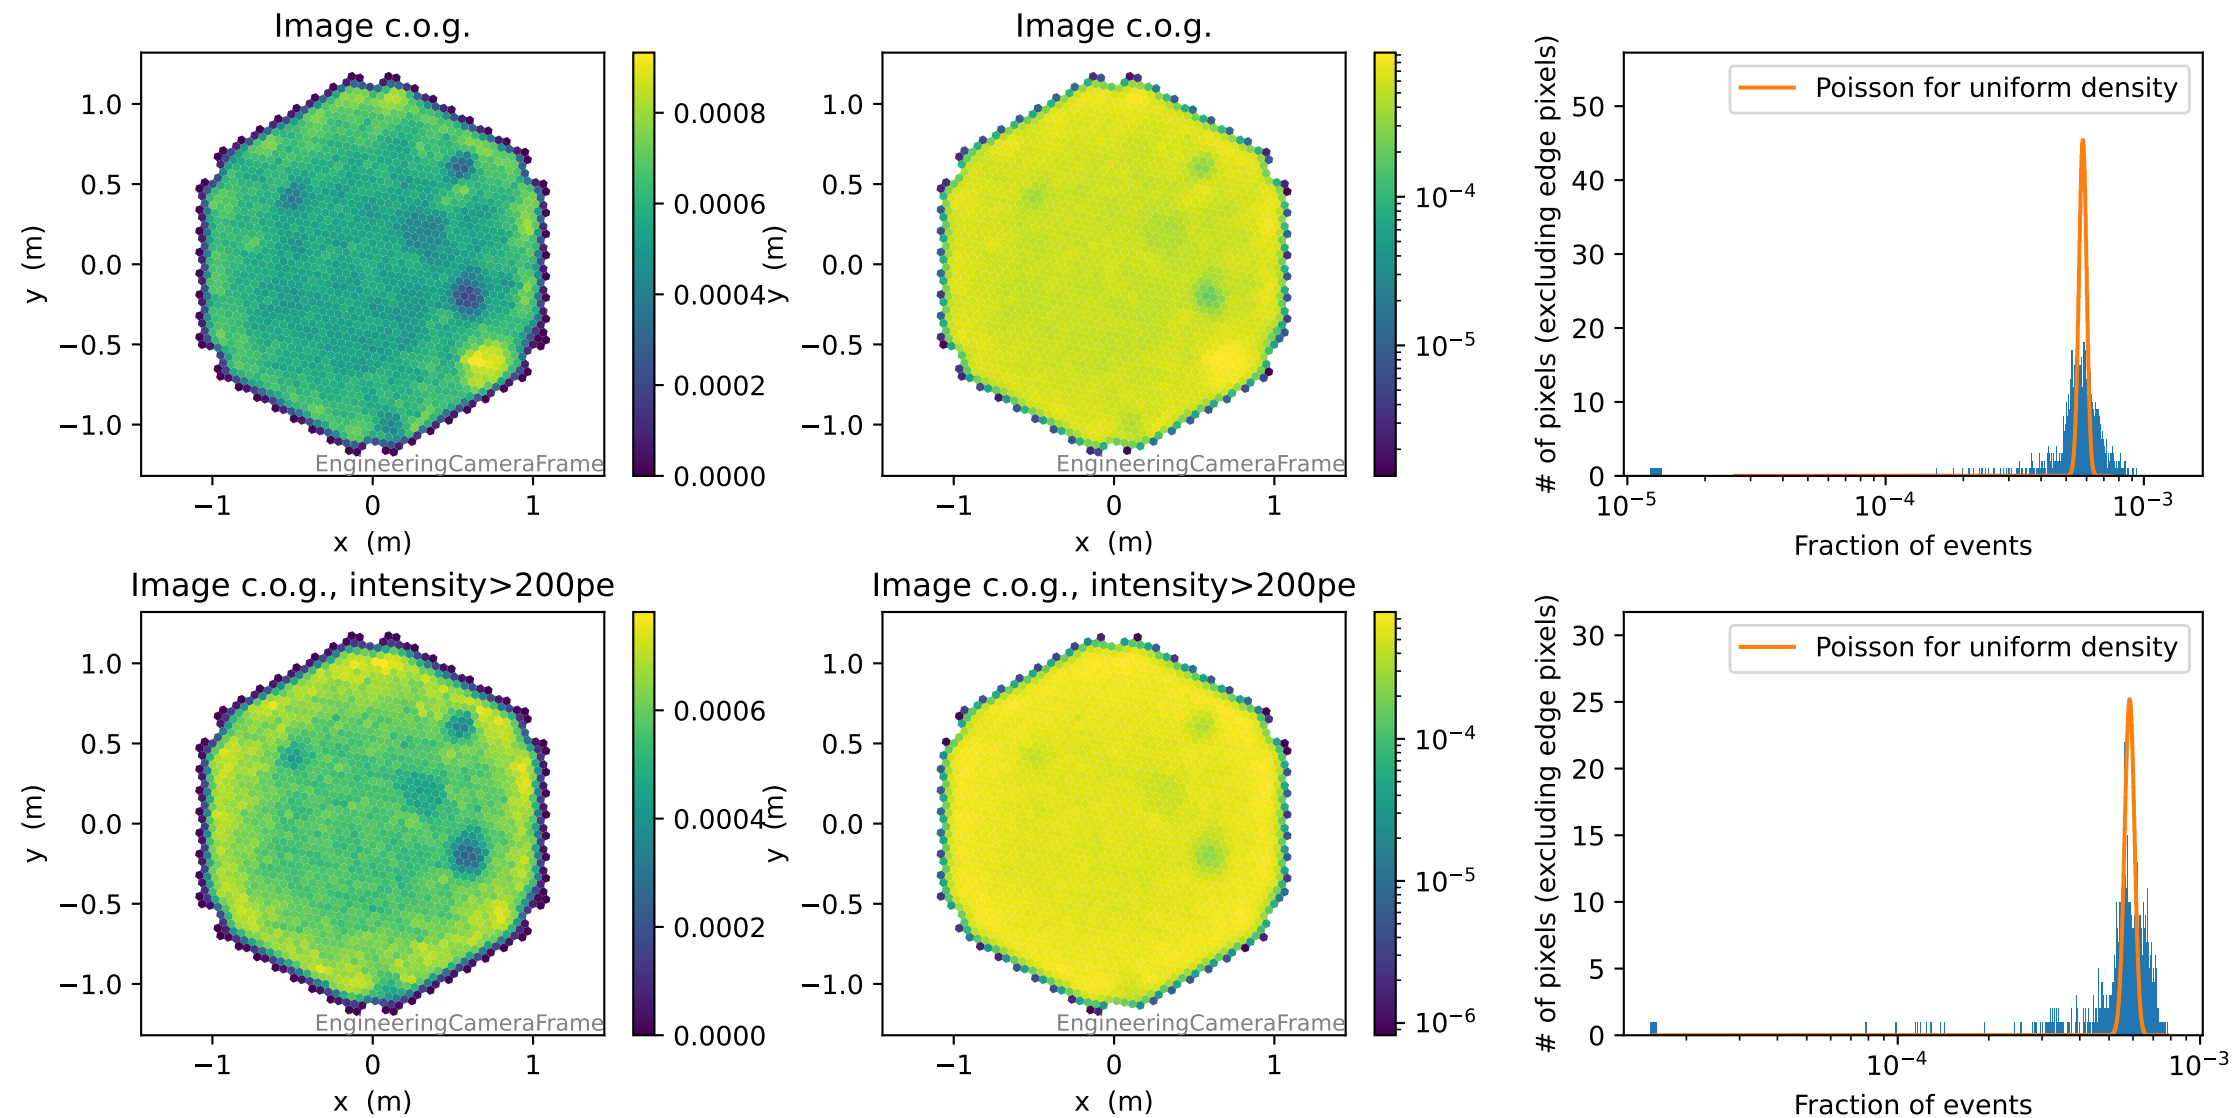 Image c.o.g.
y (m)
1.0
0.5
0.0
−0.5
−1.0
−1
0
1
x (m)
EngineeringCameraFrame
0.0008
0.0006
0.0004
0.0002
0.0000
Image c.o.g.
y (m)
1.0
0.5
0.0
−0.5
−1.0
−1
0
1
x (m)
EngineeringCameraFrame
10⁻⁴
10⁻⁵
# of pixels (excluding edge pixels)
50
40
30
20
10
0
Poisson for uniform density
10⁻⁵
10⁻⁴
10⁻³
Fraction of events
Image c.o.g., intensity>200pe
y (m)
1.0
0.5
0.0
−0.5
−1.0
−1
0
1
x (m)
EngineeringCameraFrame
0.0006
0.0004
0.0002
0.0000
Image c.o.g., intensity>200pe
y (m)
1.0
0.5
0.0
−0.5
−1.0
−1
0
1
x (m)
EngineeringCameraFrame
10⁻⁴
10⁻⁵
10⁻⁶
# of pixels (excluding edge pixels)
30
25
20
15
10
5
0
Poisson for uniform density
10⁻⁴
10⁻³
Fraction of events